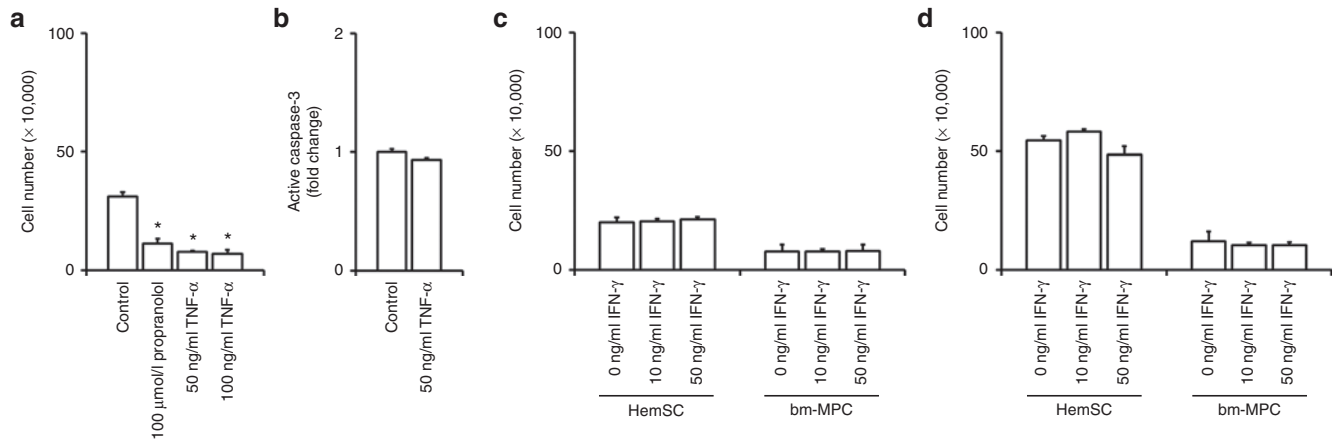 a
Cell number (× 10,000)
100
50
0
Control
100 μmol/l propranolol
50 ng/ml TNF-α
100 ng/ml TNF-α
*
*
*
b
Active caspase-3
(fold change)
2
1
0
Control
50 ng/ml TNF-α
c
Cell number (× 10,000)
100
50
0
0 ng/ml IFN-γ
10 ng/ml IFN-γ
50 ng/ml IFN-γ
0 ng/ml IFN-γ
10 ng/ml IFN-γ
50 ng/ml IFN-γ
HemSC
bm-MPC
d
Cell number (× 10,000)
100
50
0
0 ng/ml IFN-γ
10 ng/ml IFN-γ
50 ng/ml IFN-γ
0 ng/ml IFN-γ
10 ng/ml IFN-γ
50 ng/ml IFN-γ
HemSC
bm-MPC